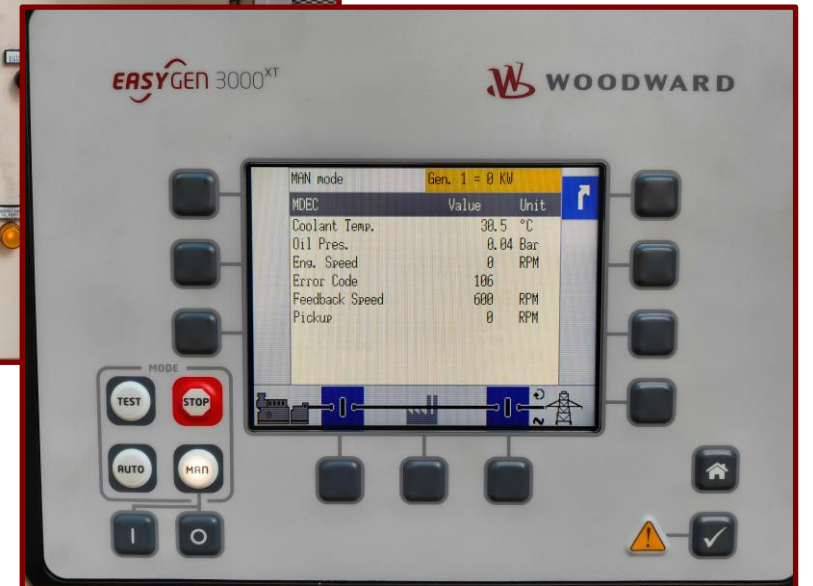 EASYGEN 3000XT
WOODWARD
MAN mode Gen. 1 = 0 KW
MDEC Value Unit
Coolant Temp. 30.5 °C
Oil Pres. 0.04 Bar
Eng. Speed 0 RPM
Error Code 106
Feedback Speed 600 RPM
Pickup 0 RPM
MODE
TEST
STOP
AUTO
MAN